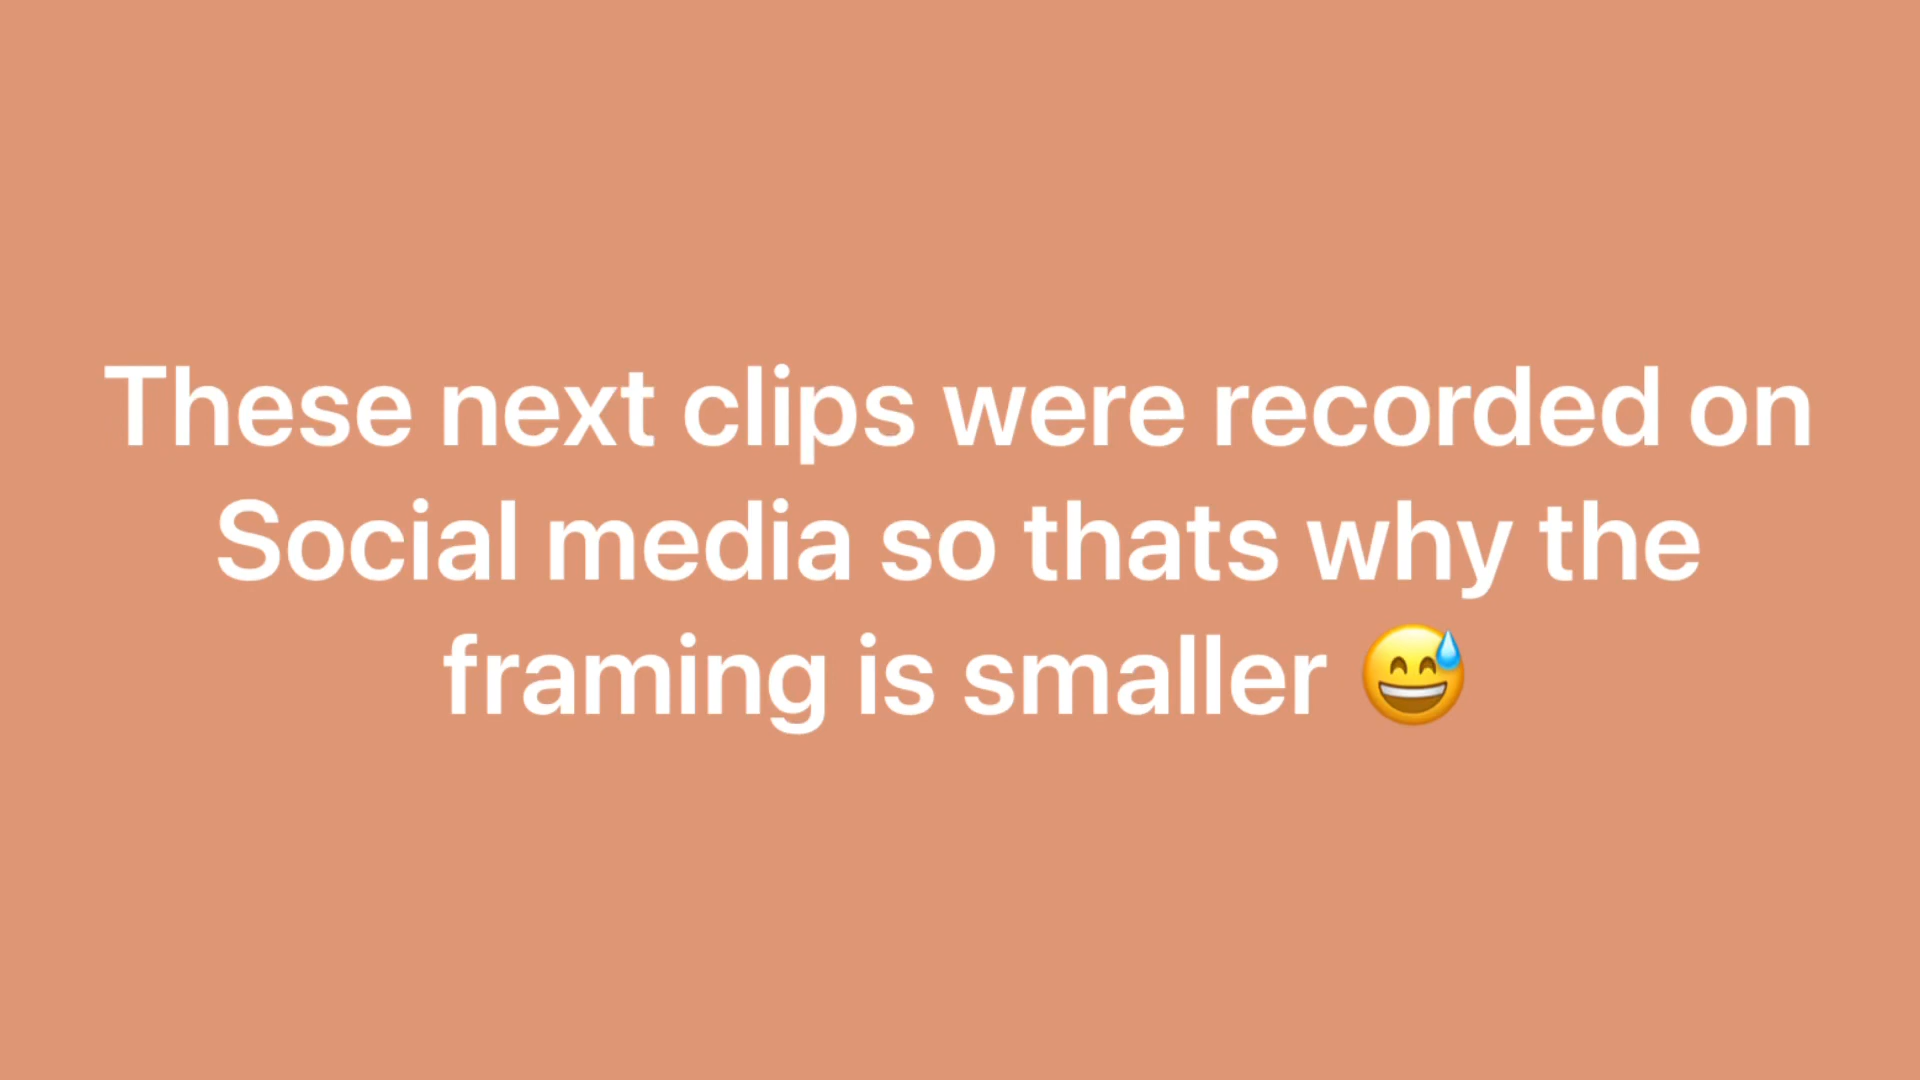 These next clips were recorded on
Social media so thats why the
framing is smaller 😅